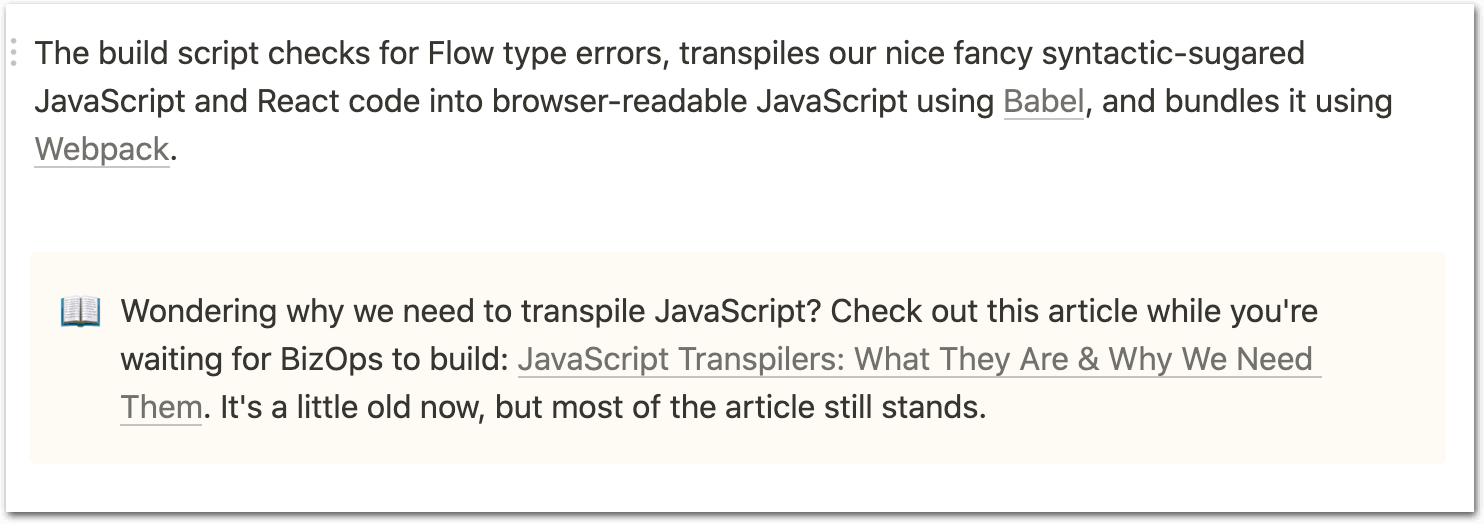 The build script checks for Flow type errors, transpiles our nice fancy syntactic-sugared
JavaScript and React code into browser-readable JavaScript using Babel, and bundles it using
Webpack.
Wondering why we need to transpile JavaScript? Check out this article while you're
waiting for BizOps to build: JavaScript Transpilers: What They Are & Why We Need
Them. It's a little old now, but most of the article still stands.